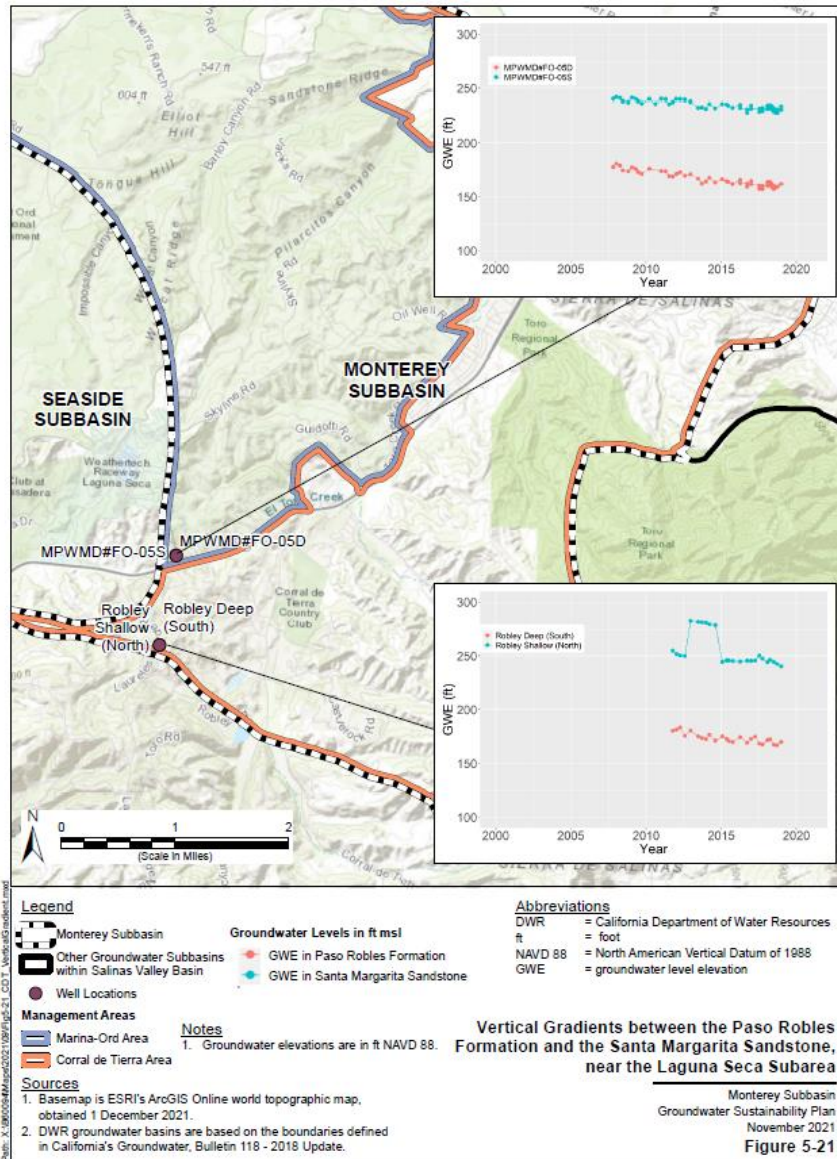 547 ft
604 ft
Elliot
Hill
Barloy Canyon Rd
Sandstone Ridge
Tongue Hill
Impossible Canyon
Pilarcitos Canyon
Skyline Rd
Oil Well R
SIERRA DE SALINAS
Toro
Regional
Park
SEASIDE
SUBBASIN
MONTEREY
SUBBASIN
Skyline Rd
Guidotti Rd
Weathertech
Raceway
Laguna Seca
Club at
asadera
El Toro Creek
Toro
Regional
Park
MPWMD#FO-05S
MPWMD#FO-05D
Corral de
Tierra
Country
Club
Robley
Shallow
(North)
Robley Deep
(South)
Laureles
Robley
Toro Rd
Corral de Tier
SIERRA DE SALINAS
300
250
200
150
100
GWE (ft)
MPWMD#FO-05D
MPWMD#FO-05S
2000 2005 2010 2015 2020
Year
300
250
200
150
100
GWE (ft)
Robley Deep (South)
Robley Shallow (North)
2000 2005 2010 2015 2020
Year
N
0 1 2
(Scale in Miles)
Legend
Monterey Subbasin
Other Groundwater Subbasins
within Salinas Valley Basin
Well Locations
Management Areas
Marina-Ord Area
Corral de Tierra Area
Groundwater Levels in ft msl
GWE in Paso Robles Formation
GWE in Santa Margarita Sandstone
Abbreviations
DWR = California Department of Water Resources
ft = foot
NAVD 88 = North American Vertical Datum of 1988
GWE = groundwater level elevation
Notes
1. Groundwater elevations are in ft NAVD 88.
Sources
1. Basemap is ESRI's ArcGIS Online world topographic map,
obtained 1 December 2021.
2. DWR groundwater basins are based on the boundaries defined
in California's Groundwater, Bulletin 118 - 2018 Update.
Vertical Gradients between the Paso Robles
Formation and the Santa Margarita Sandstone,
near the Laguna Seca Subarea
Monterey Subbasin
Groundwater Sustainability Plan
November 2021
Figure 5-21